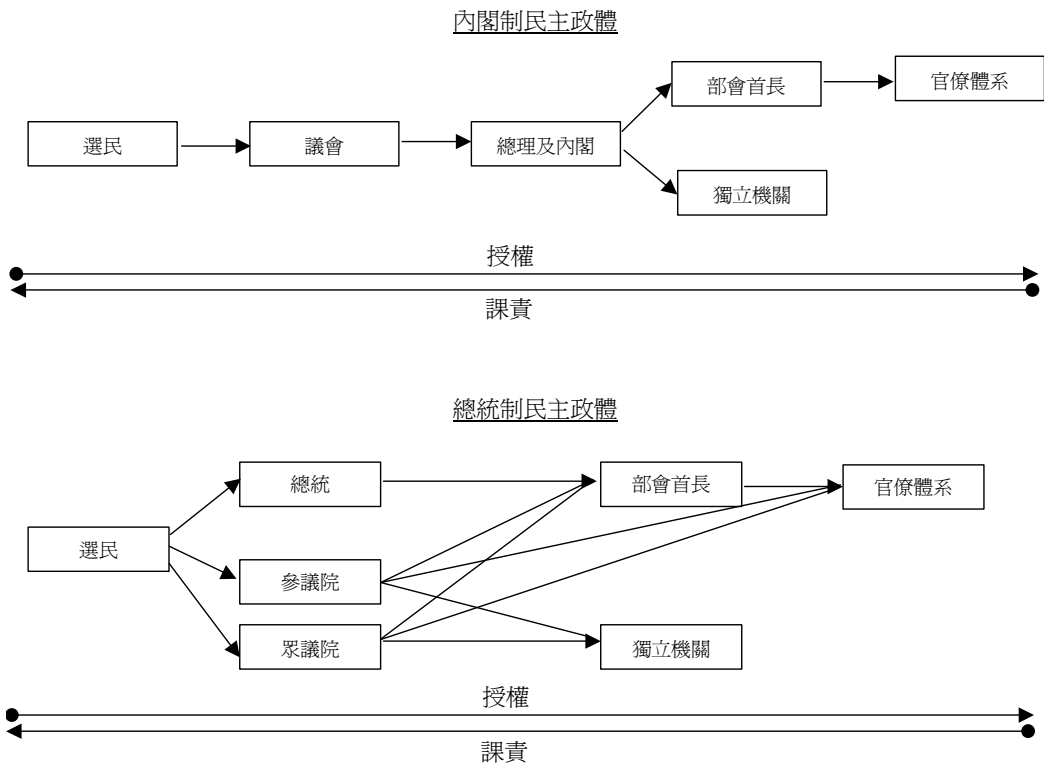 內閣制民主政體
部會首長
官僚體系
選民
議會
總理及內閣
獨立機關
授權
課責
總統制民主政體
總統
部會首長
官僚體系
選民
參議院
眾議院
獨立機關
授權
課責